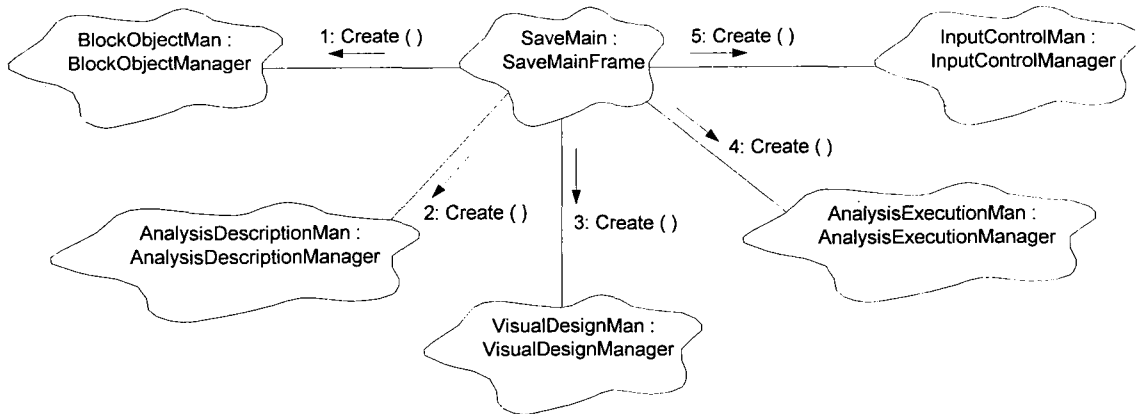 BlockObjectMan :
BlockObjectManager
1: Create ( )
SaveMain :
SaveMainFrame
5: Create ( )
InputControlMan :
InputControlManager
4: Create ( )
2: Create ( )
3: Create ( )
AnalysisDescriptionMan :
AnalysisDescriptionManager
AnalysisExecutionMan :
AnalysisExecutionManager
VisualDesignMan :
VisualDesignManager